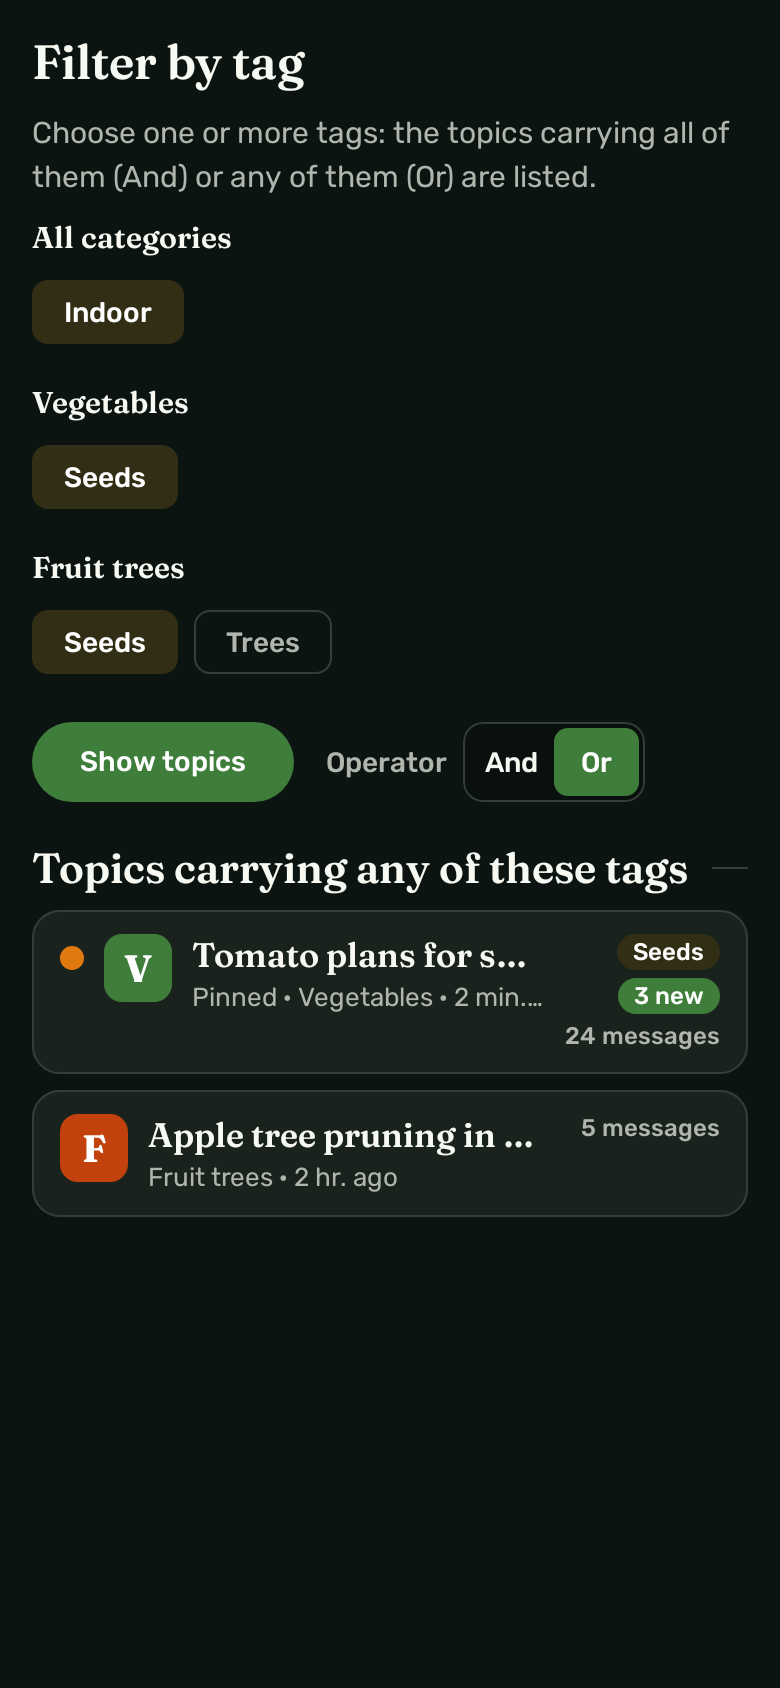 Filter by tag
Choose one or more tags: the topics carrying all of
them (And) or any of them (Or) are listed.
All categories
Indoor
Vegetables
Seeds
Fruit trees
Seeds Trees
Show topics Operator And Or
Topics carrying any of these tags
V Tomato plans for s... Seeds
Pinned • Vegetables • 2 min.... 3 new
24 messages
F Apple tree pruning in ... 5 messages
Fruit trees • 2 hr. ago